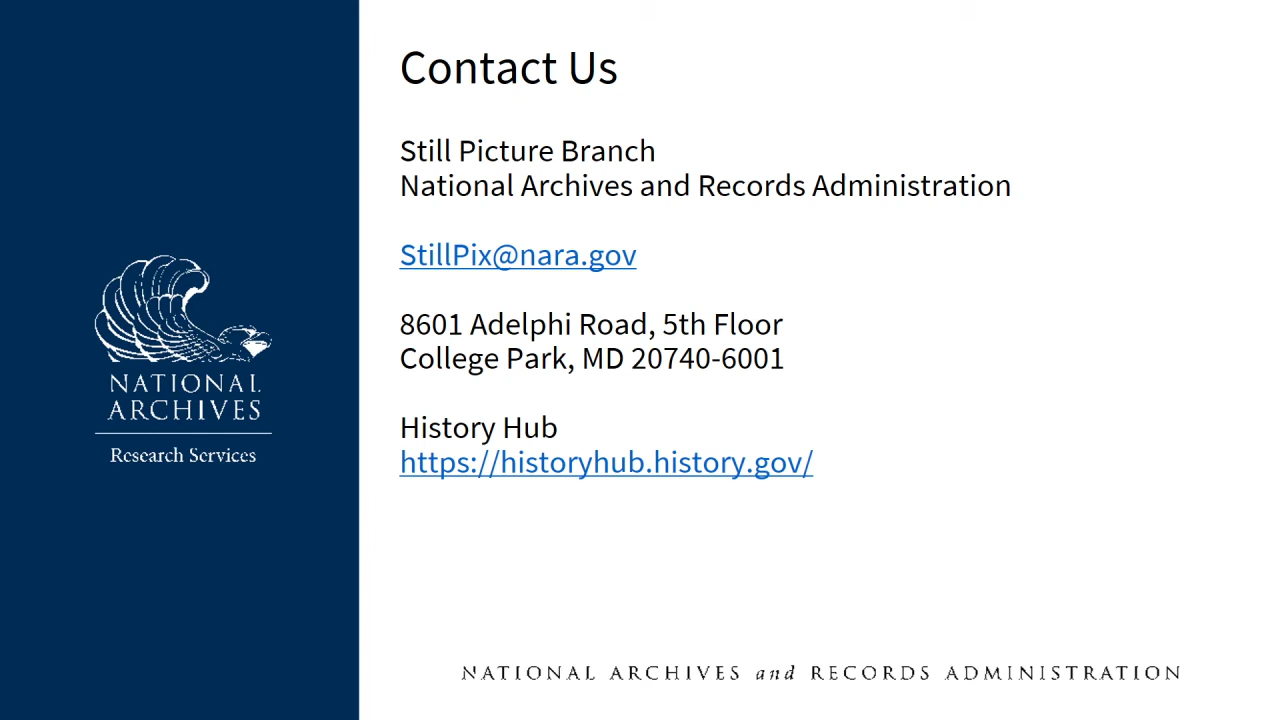 Contact Us
Still Picture Branch
National Archives and Records Administration
StillPix@nara.gov
8601 Adelphi Road, 5th Floor
College Park, MD 20740-6001
History Hub
https://historyhub.history.gov/
NATIONAL
ARCHIVES
Research Services
NATIONAL ARCHIVES and RECORDS ADMINISTRATION